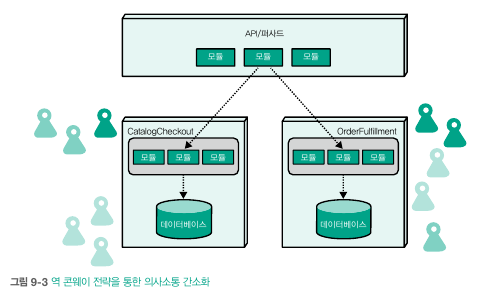 API/퍼사드
모듈 모듈 모듈
CatalogCheckout OrderFulfillment
모듈 모듈 모듈 모듈 모듈 모듈
데이터베이스 데이터베이스
그림 9-3 역 콘웨이 전략을 통한 의사소통 간소화